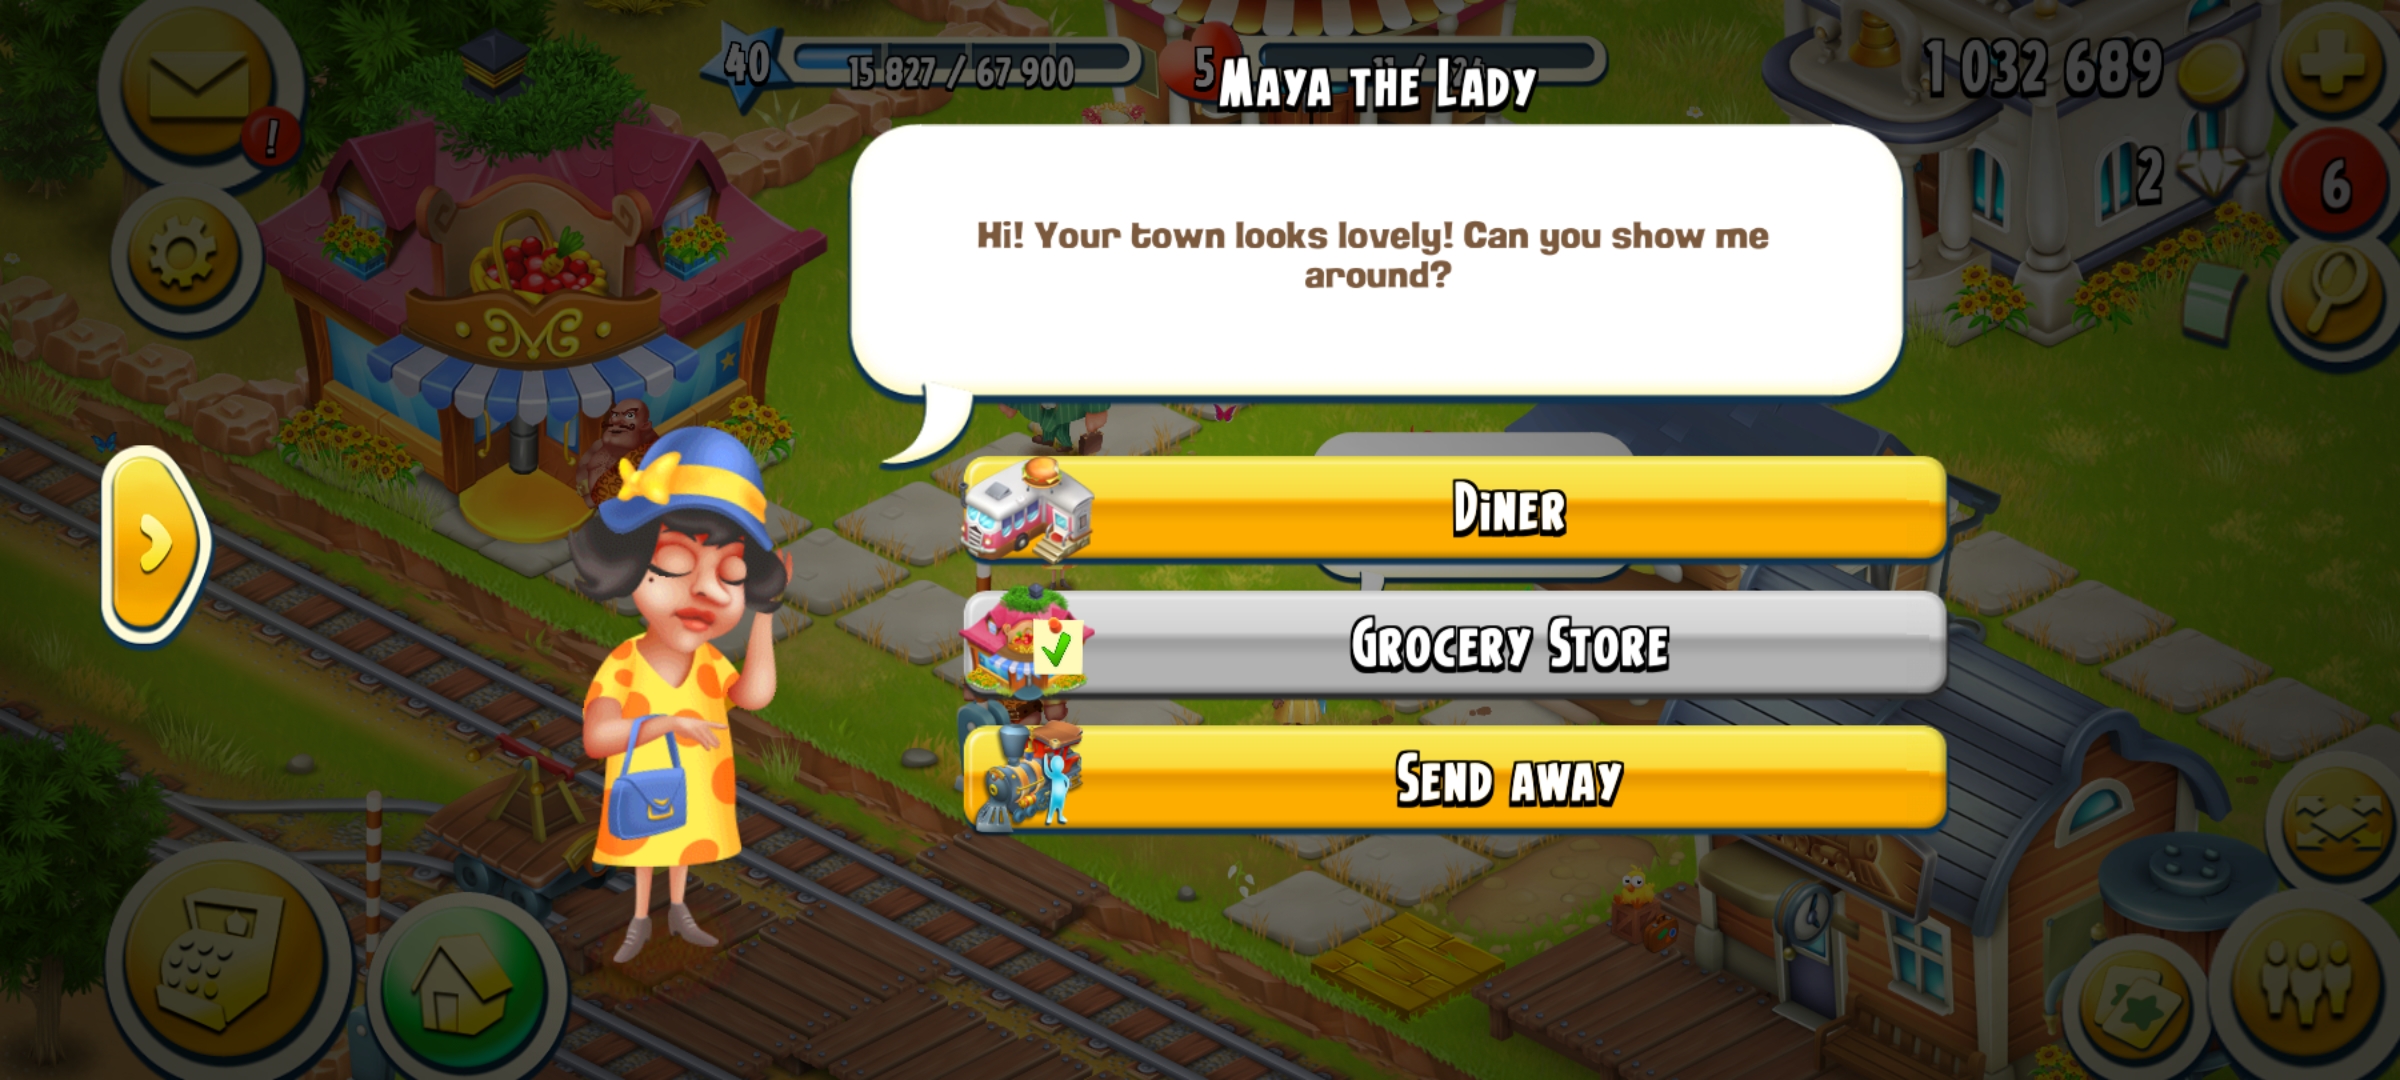 40
15 827 / 67 900
5
MAYA THE LADY
1 032 689
2
6
!
Hi! Your town looks lovely! Can you show me
around?
DINER
GROCERY STORE
SEND AWAY